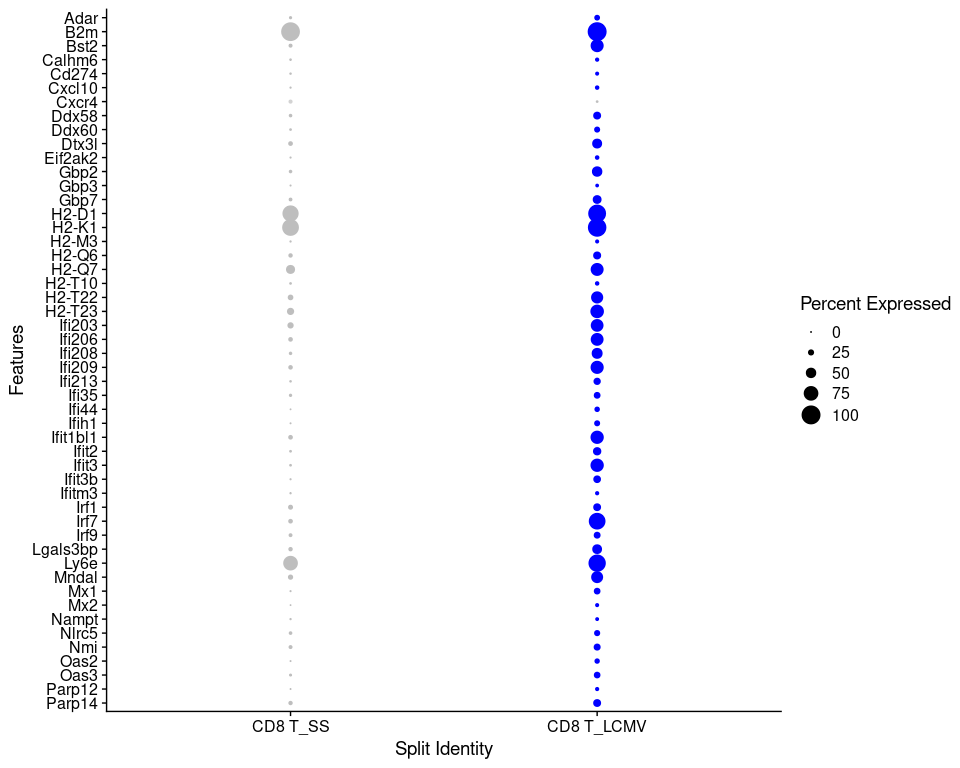 Adar
B2m
Bst2
Calhm6
Cd274
Cxcl10
Cxcr4
Ddx58
Ddx60
Dtx3l
Eif2ak2
Gbp2
Gbp3
Gbp7
H2-D1
H2-K1
H2-M3
H2-Q6
H2-Q7
H2-T10
H2-T22
H2-T23
Ifi203
Ifi206
Ifi208
Ifi209
Ifi213
Ifi35
Ifi44
Ifih1
Ifit1bl1
Ifit2
Ifit3
Ifit3b
Ifitm3
Irf1
Irf7
Irf9
Lgals3bp
Ly6e
Mndal
Mx1
Mx2
Nampt
Nlrc5
Nmi
Oas2
Oas3
Parp12
Parp14
Features
CD8 T_SS CD8 T_LCMV
Split Identity
Percent Expressed
0
25
50
75
100